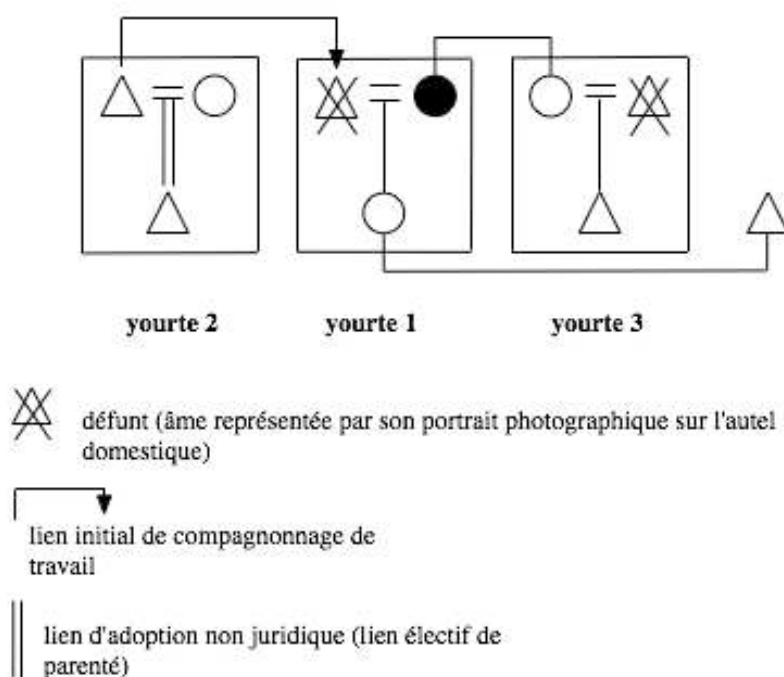 yourte 2 yourte 1 yourte 3
défunt (âme représentée par son portrait photographique sur l'autel
domestique)
lien initial de compagnonnage de
travail
lien d'adoption non juridique (lien électif de
parenté)